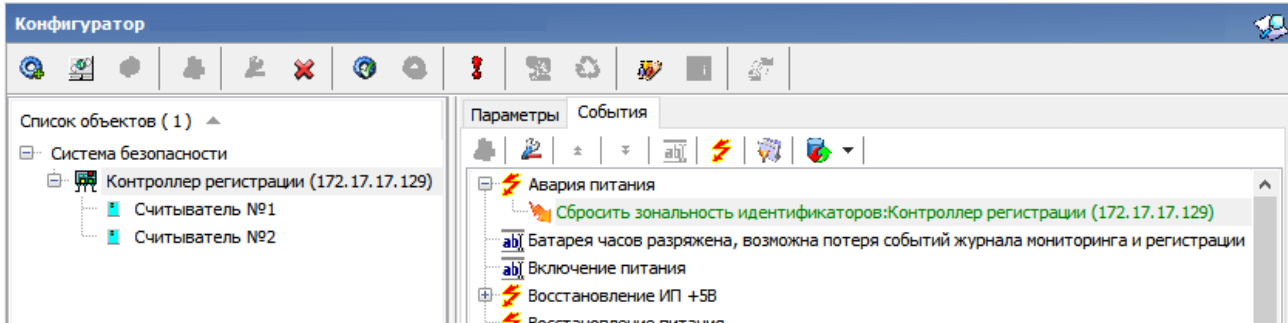 Конфигуратор
Список объектов ( 1 )
Система безопасности
Контроллер регистрации (172.17.17.129)
Считыватель №1
Считыватель №2
Параметры
События
Авария питания
Сбросить зональность идентификаторов:Контроллер регистрации (172.17.17.129)
Батарея часов разряжена, возможна потеря событий журнала мониторинга и регистрации
Включение питания
Восстановление ИП +5В
Восстановление питания